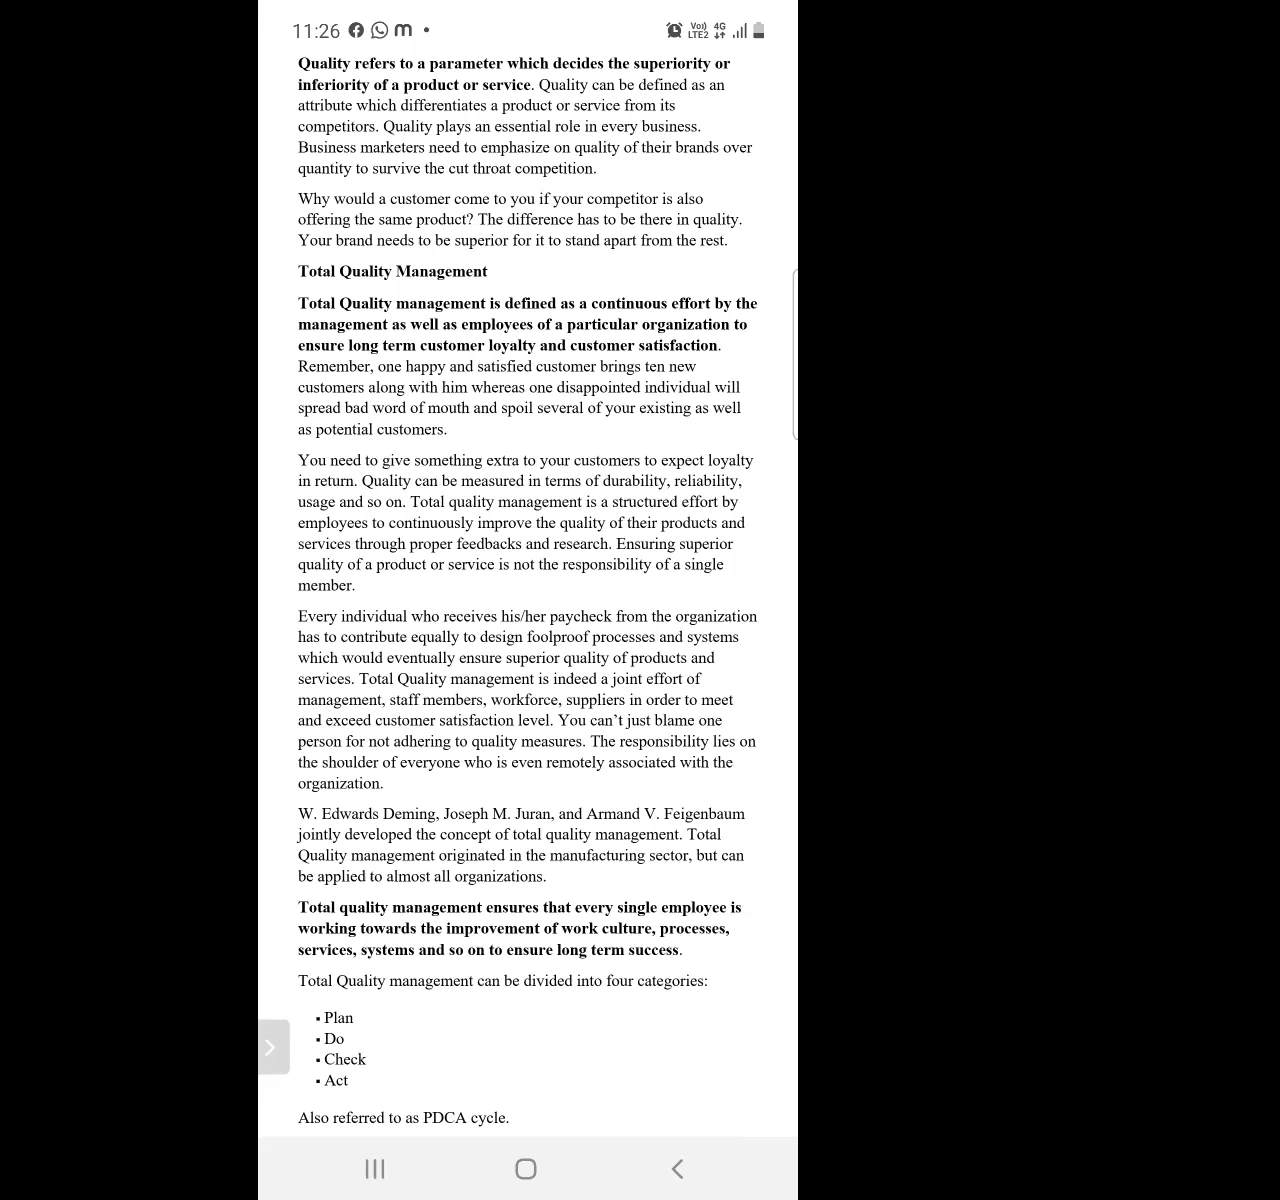 11:26
Vo))
LTE2
4G
Quality refers to a parameter which decides the superiority or
inferiority of a product or service. Quality can be defined as an
attribute which differentiates a product or service from its
competitors. Quality plays an essential role in every business.
Business marketers need to emphasize on quality of their brands over
quantity to survive the cut throat competition.
Why would a customer come to you if your competitor is also
offering the same product? The difference has to be there in quality.
Your brand needs to be superior for it to stand apart from the rest.
Total Quality Management
Total Quality management is defined as a continuous effort by the
management as well as employees of a particular organization to
ensure long term customer loyalty and customer satisfaction.
Remember, one happy and satisfied customer brings ten new
customers along with him whereas one disappointed individual will
spread bad word of mouth and spoil several of your existing as well
as potential customers.
You need to give something extra to your customers to expect loyalty
in return. Quality can be measured in terms of durability, reliability,
usage and so on. Total quality management is a structured effort by
employees to continuously improve the quality of their products and
services through proper feedbacks and research. Ensuring superior
quality of a product or service is not the responsibility of a single
member.
Every individual who receives his/her paycheck from the organization
has to contribute equally to design foolproof processes and systems
which would eventually ensure superior quality of products and
services. Total Quality management is indeed a joint effort of
management, staff members, workforce, suppliers in order to meet
and exceed customer satisfaction level. You can’t just blame one
person for not adhering to quality measures. The responsibility lies on
the shoulder of everyone who is even remotely associated with the
organization.
W. Edwards Deming, Joseph M. Juran, and Armand V. Feigenbaum
jointly developed the concept of total quality management. Total
Quality management originated in the manufacturing sector, but can
be applied to almost all organizations.
Total quality management ensures that every single employee is
working towards the improvement of work culture, processes,
services, systems and so on to ensure long term success.
Total Quality management can be divided into four categories:
▪ Plan
▪ Do
▪ Check
▪ Act
Also referred to as PDCA cycle.